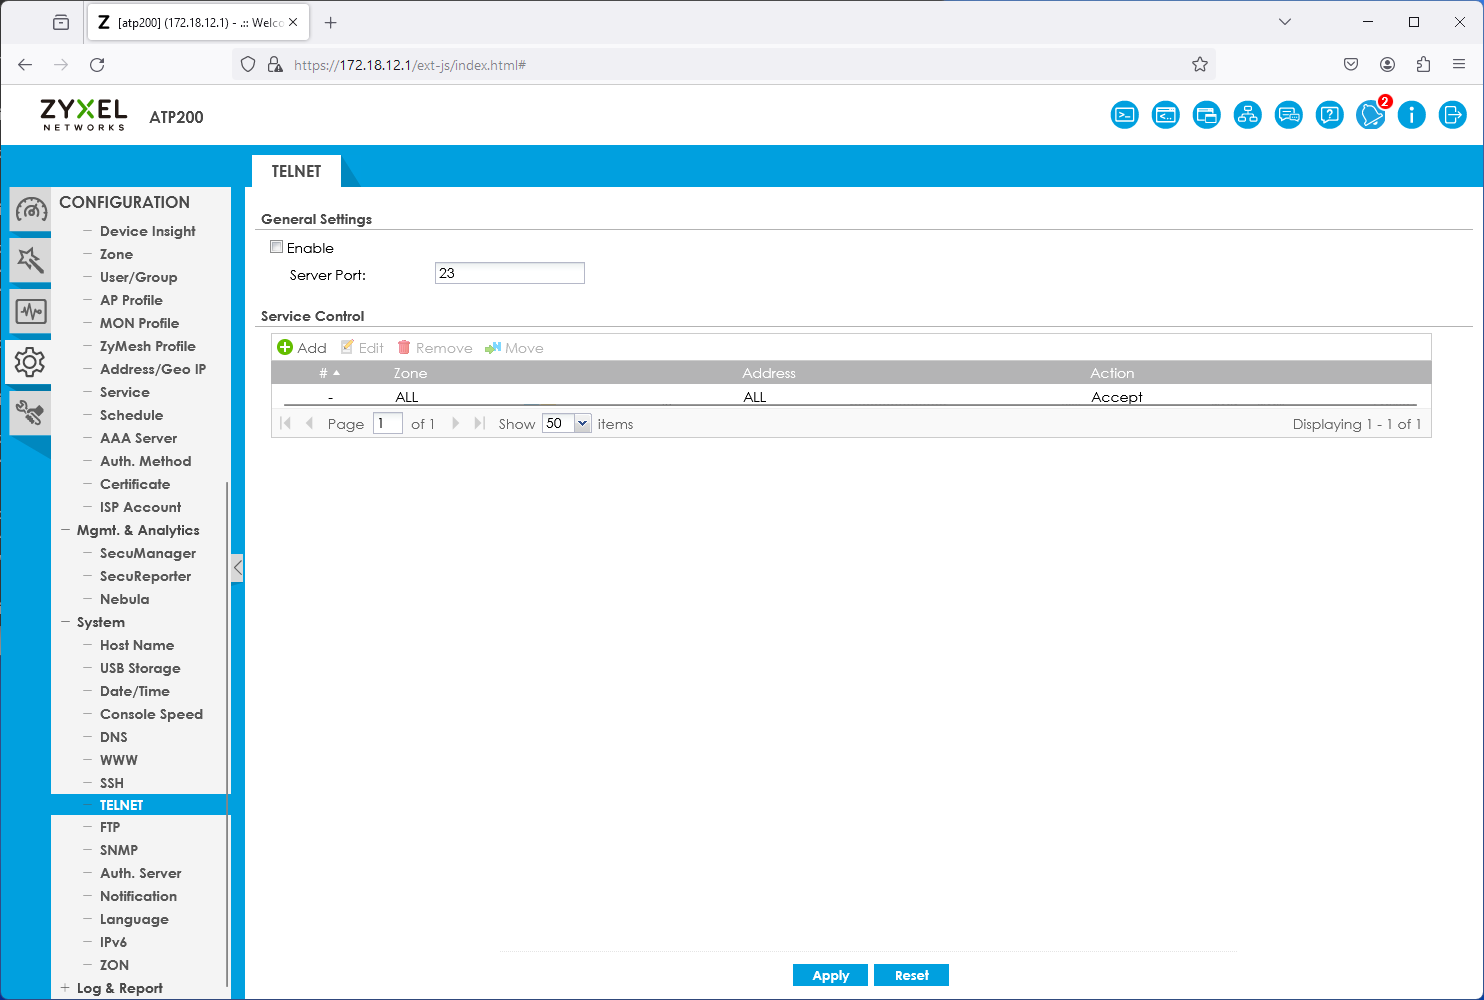 Z [atp200] (172.18.12.1) - .:: Welco
https://172.18.12.1/ext-js/index.html#
ZYXEL
NETWORKS
ATP200
2
TELNET
CONFIGURATION
Device Insight
Zone
User/Group
AP Profile
MON Profile
ZyMesh Profile
Address/Geo IP
Service
Schedule
AAA Server
Auth. Method
Certificate
ISP Account
Mgmt. & Analytics
SecuManager
SecuReporter
Nebula
System
Host Name
USB Storage
Date/Time
Console Speed
DNS
WWW
SSH
TELNET
FTP
SNMP
Auth. Server
Notification
Language
IPv6
ZON
Log & Report
General Settings
Enable
Server Port: 23
Service Control
Add Edit Remove Move
# Zone Address Action
- ALL ALL Accept
Page 1 of 1 Show 50 items Displaying 1 - 1 of 1
Apply Reset